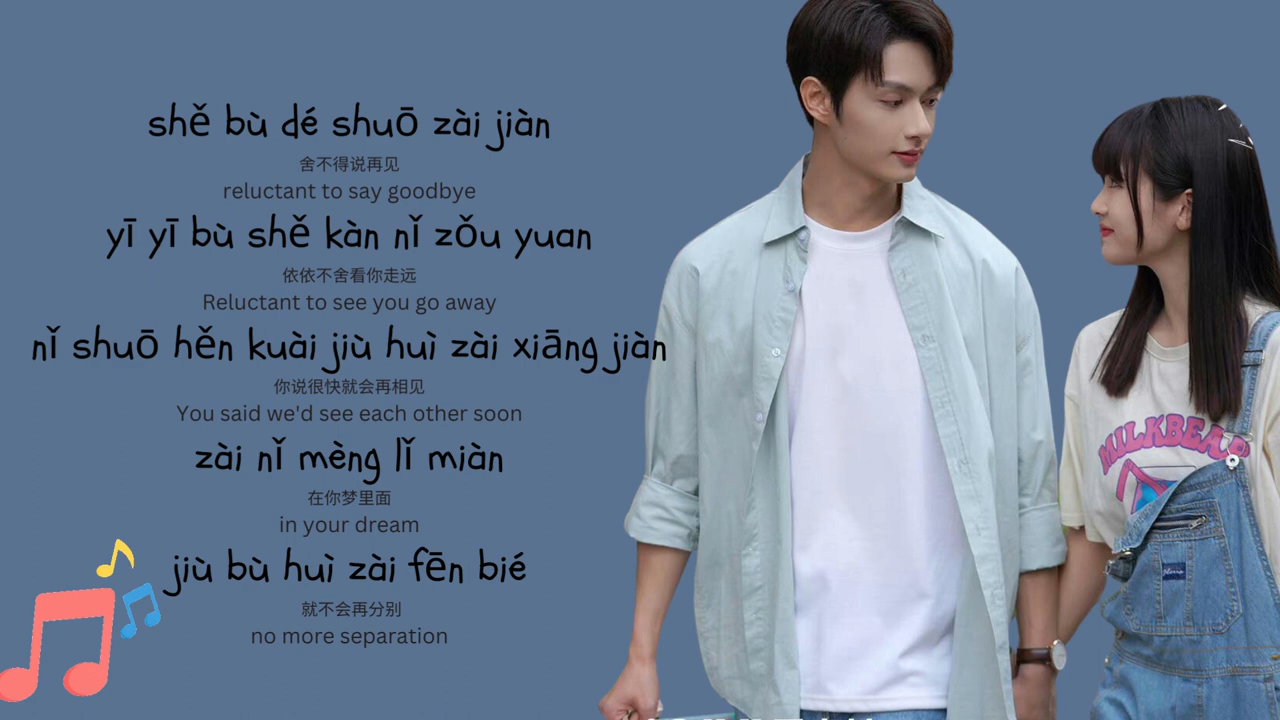 shě bù dé shuō zài jiàn
舍不得说再见
reluctant to say goodbye
yī yī bù shě kàn nǐ zǒu yuan
依依不舍看你走远
Reluctant to see you go away
nǐ shuō hěn kuài jiù huì zài xiāng jiàn
你说很快就会再相见
You said we'd see each other soon
zài nǐ mèng lǐ miàn
在你梦里面
in your dream
jiù bù huì zài fēn bié
就不会再分别
no more separation
MILKBEAR